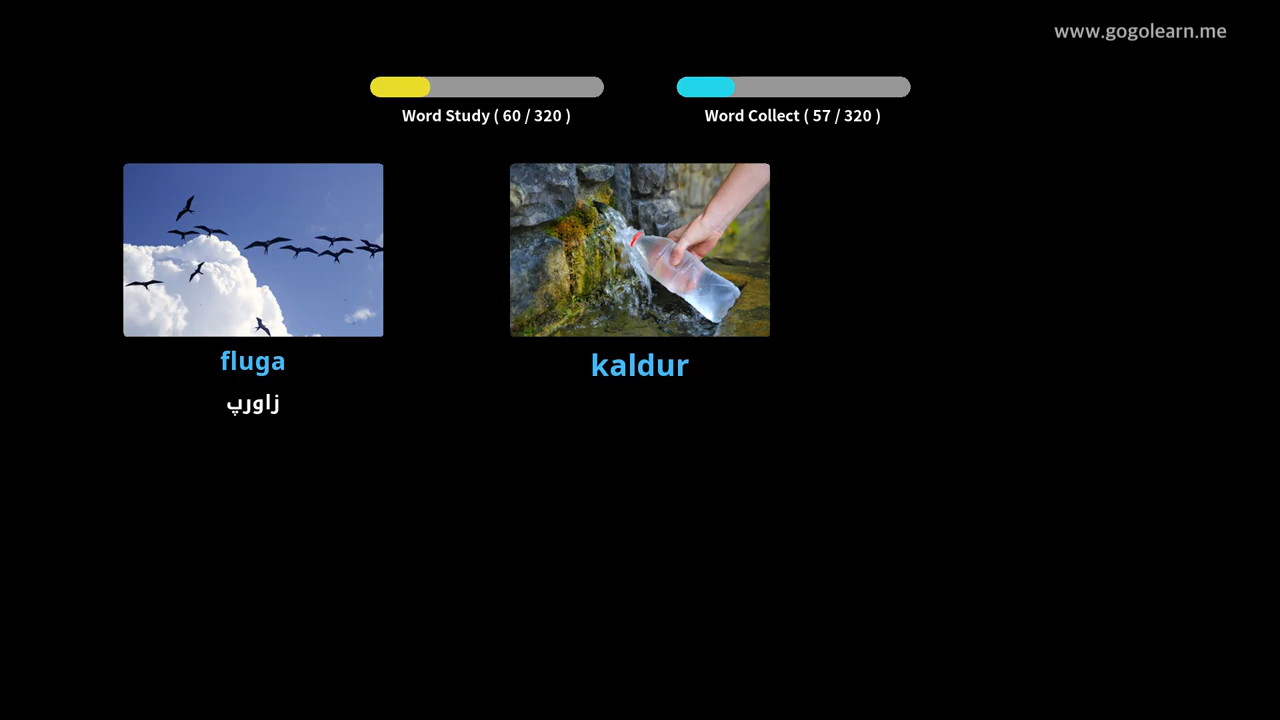 www.gogolearn.me
Word Study ( 60 / 320 )
Word Collect ( 57 / 320 )
fluga
زاورپ
kaldur